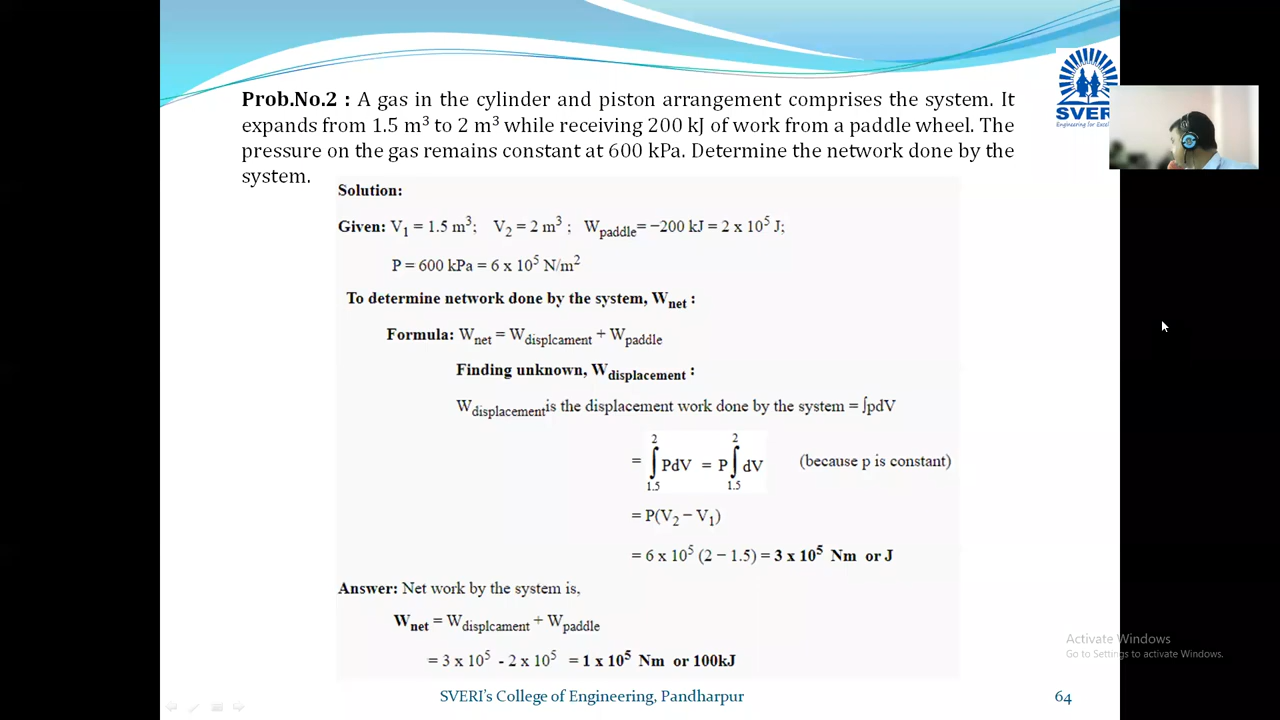 Prob.No.2 : A gas in the cylinder and piston arrangement comprises the system. It
expands from 1.5 m³ to 2 m³ while receiving 200 kJ of work from a paddle wheel. The
pressure on the gas remains constant at 600 kPa. Determine the network done by the
system.
Solution:
Given: V₁ = 1.5 m³; V₂ = 2 m³ ; Wpaddle= −200 kJ = 2 x 10⁵ J;
P = 600 kPa = 6 x 10⁵ N/m²
To determine network done by the system, Wnet :
Formula: Wnet = Wdisplcament + Wpaddle
Finding unknown, Wdisplacement :
Wdisplacementis the displacement work done by the system = ∫pdV
= ∫₁.₅² PdV = P∫₁.₅² dV (because p is constant)
= P(V₂ − V₁)
= 6 x 10⁵ (2 − 1.5) = 3 x 10⁵ Nm or J
Answer: Net work by the system is,
Wnet = Wdisplcament + Wpaddle
= 3 x 10⁵ - 2 x 10⁵ = 1 x 10⁵ Nm or 100kJ
SVERI's College of Engineering, Pandharpur
64
SVERI
Activate Windows
Go to Settings to activate Windows.